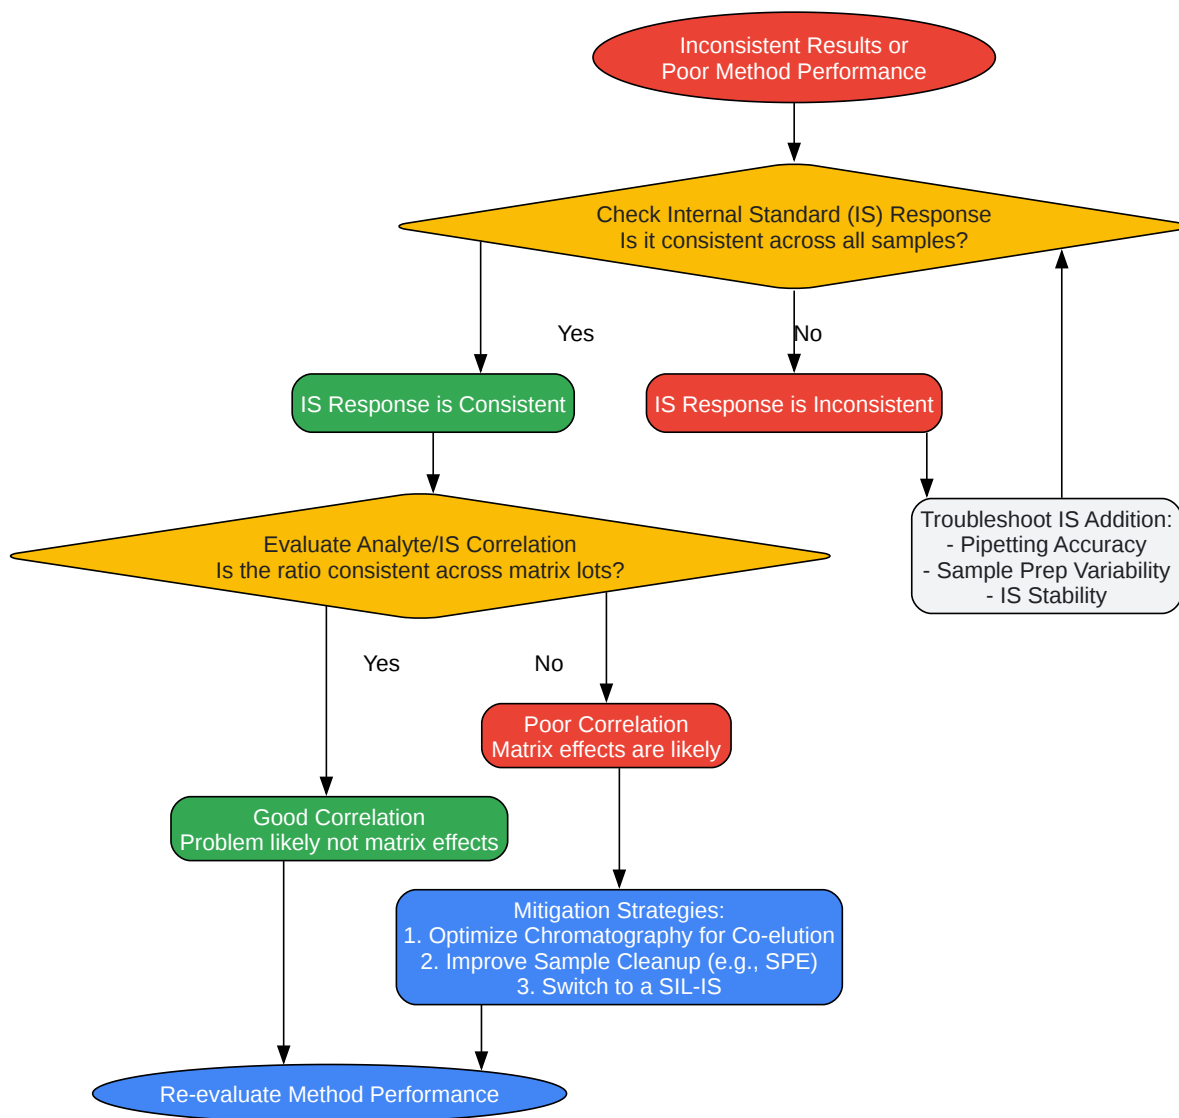 Inconsistent Results or
Poor Method Performance
Check Internal Standard (IS) Response
Is it consistent across all samples?
Yes
No
IS Response is Consistent
IS Response is Inconsistent
Troubleshoot IS Addition:
- Pipetting Accuracy
- Sample Prep Variability
- IS Stability
Evaluate Analyte/IS Correlation
Is the ratio consistent across matrix lots?
Yes
No
Poor Correlation
Matrix effects are likely
Good Correlation
Problem likely not matrix effects
Mitigation Strategies:
1. Optimize Chromatography for Co-elution
2. Improve Sample Cleanup (e.g., SPE)
3. Switch to a SIL-IS
Re-evaluate Method Performance